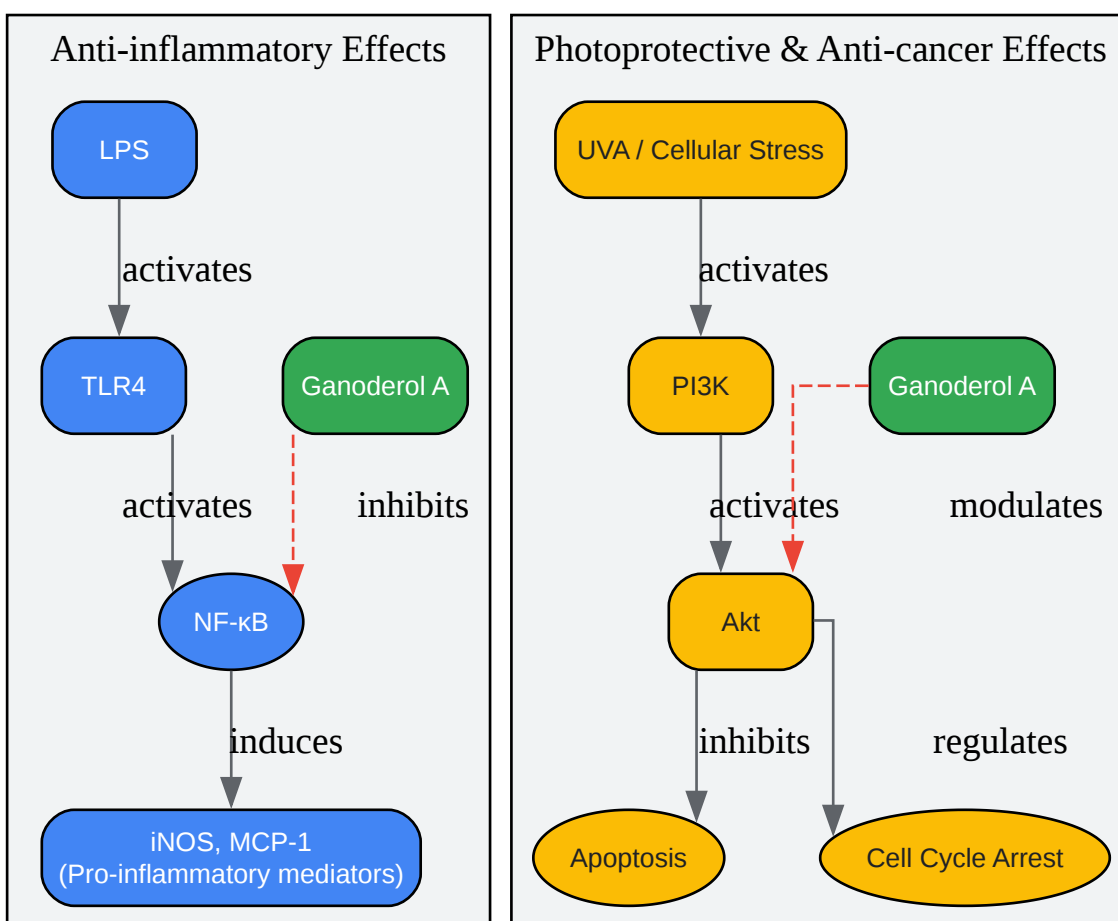 Anti-inflammatory Effects
LPS
activates
TLR4
Ganoderol A
activates
inhibits
NF-κB
induces
iNOS, MCP-1
(Pro-inflammatory mediators)
Photoprotective & Anti-cancer Effects
UVA / Cellular Stress
activates
PI3K
Ganoderol A
activates
modulates
Akt
inhibits
regulates
Apoptosis
Cell Cycle Arrest